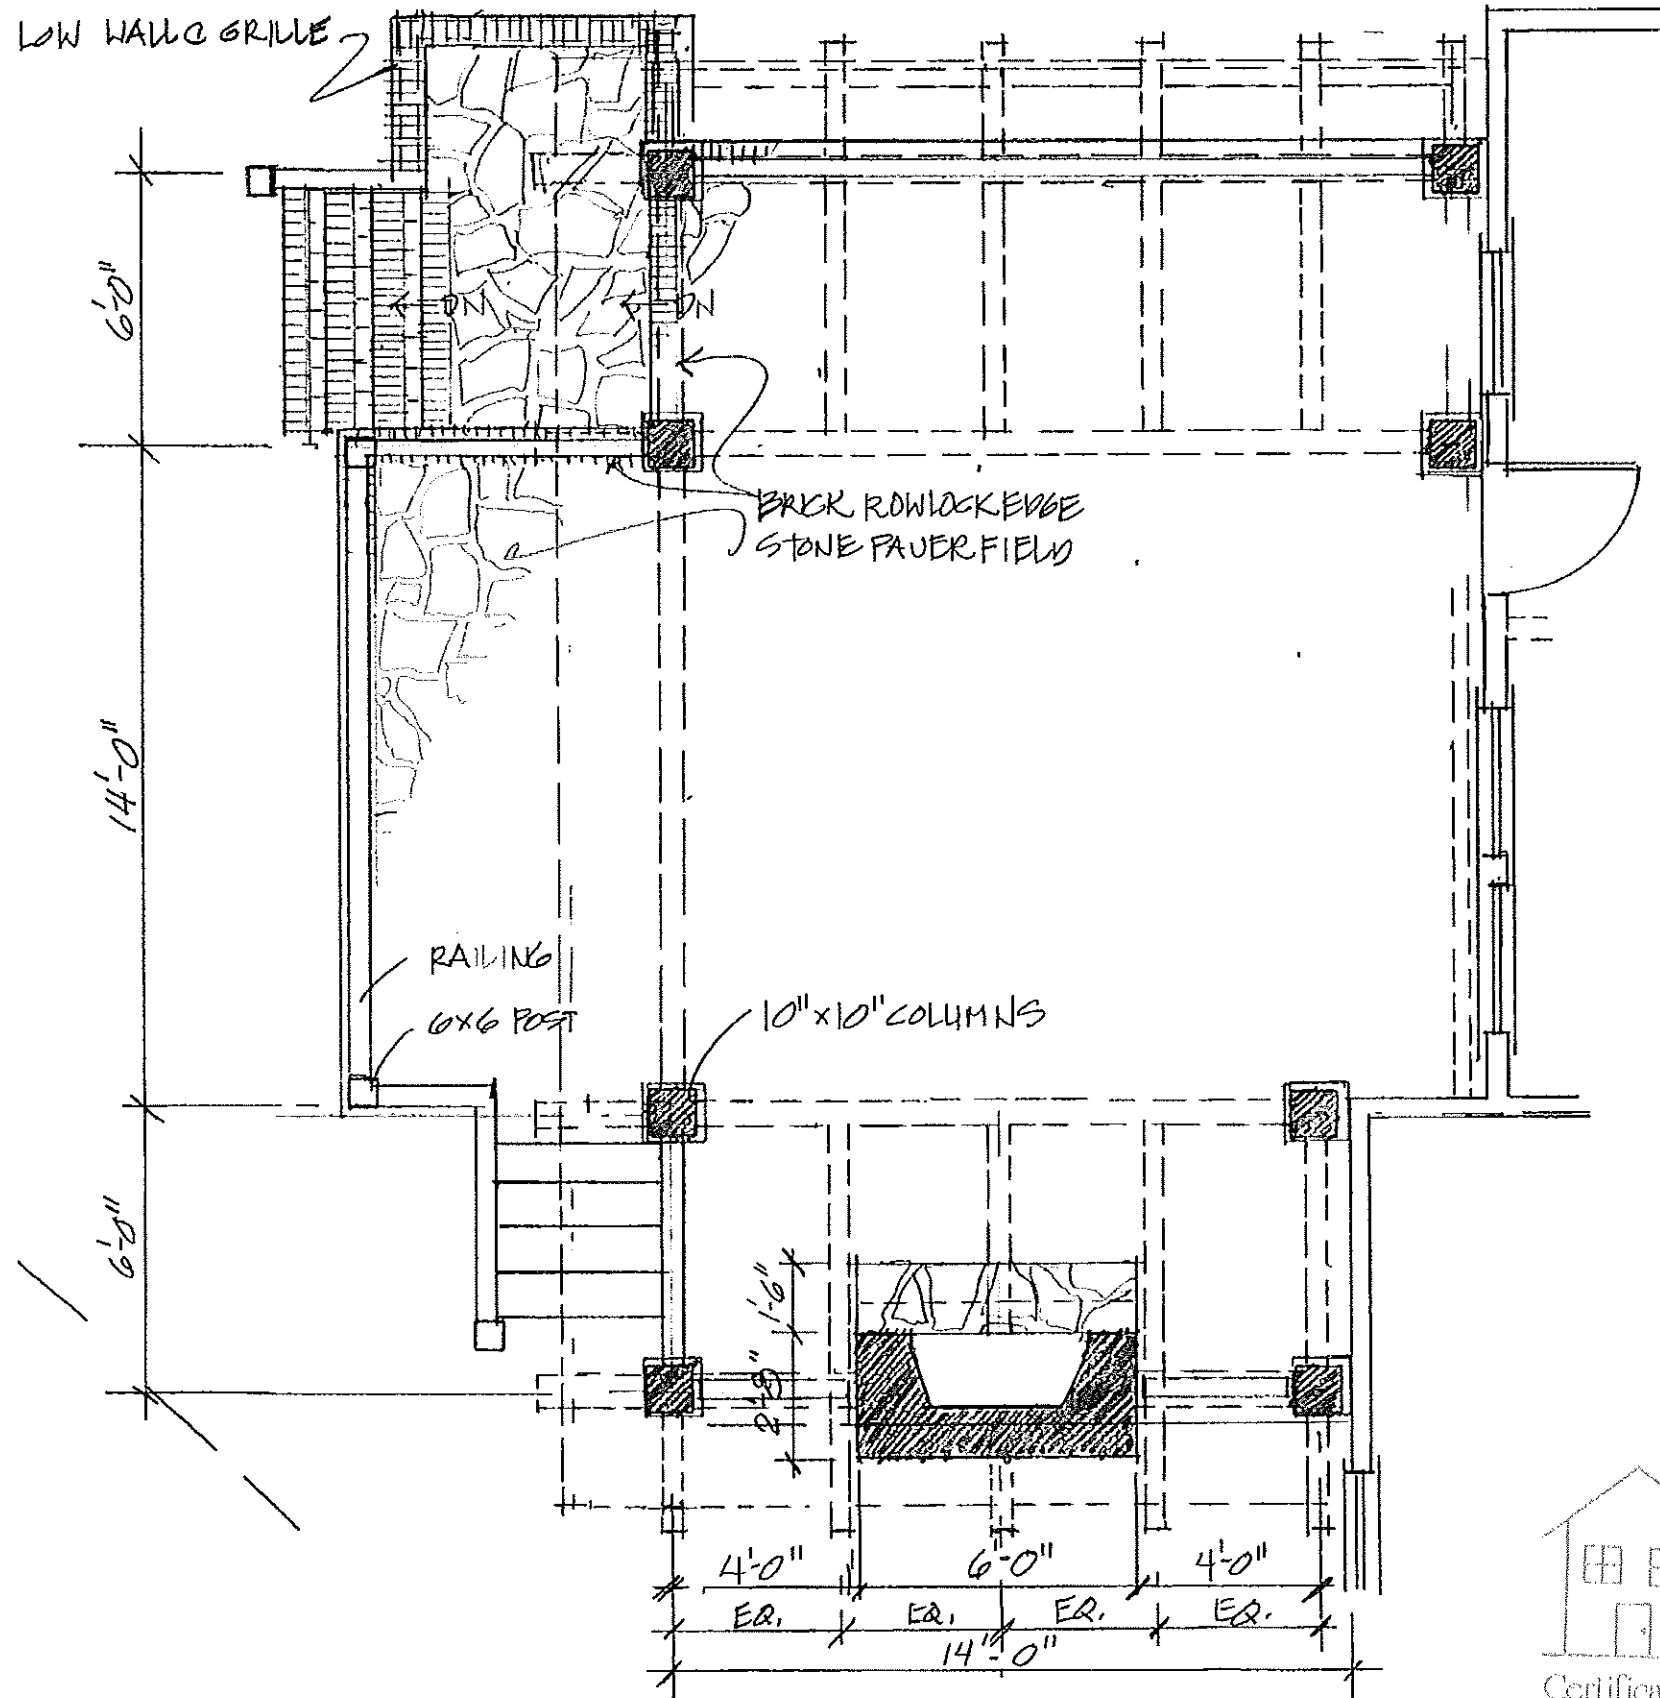 LOW WALL C GRILLE
6'-0"
DN
DN
BRICK ROWLOCK EDGE
STONE PAVER FIELD
14'-0"
RAILING
6X6 POST
10"X10" COLUMNS
6'-0"
1'-6"
2'-8"
4'-0"
6'-0"
4'-0"
EQ.
EQ.
EQ.
EQ.
14'-0"
Certifica